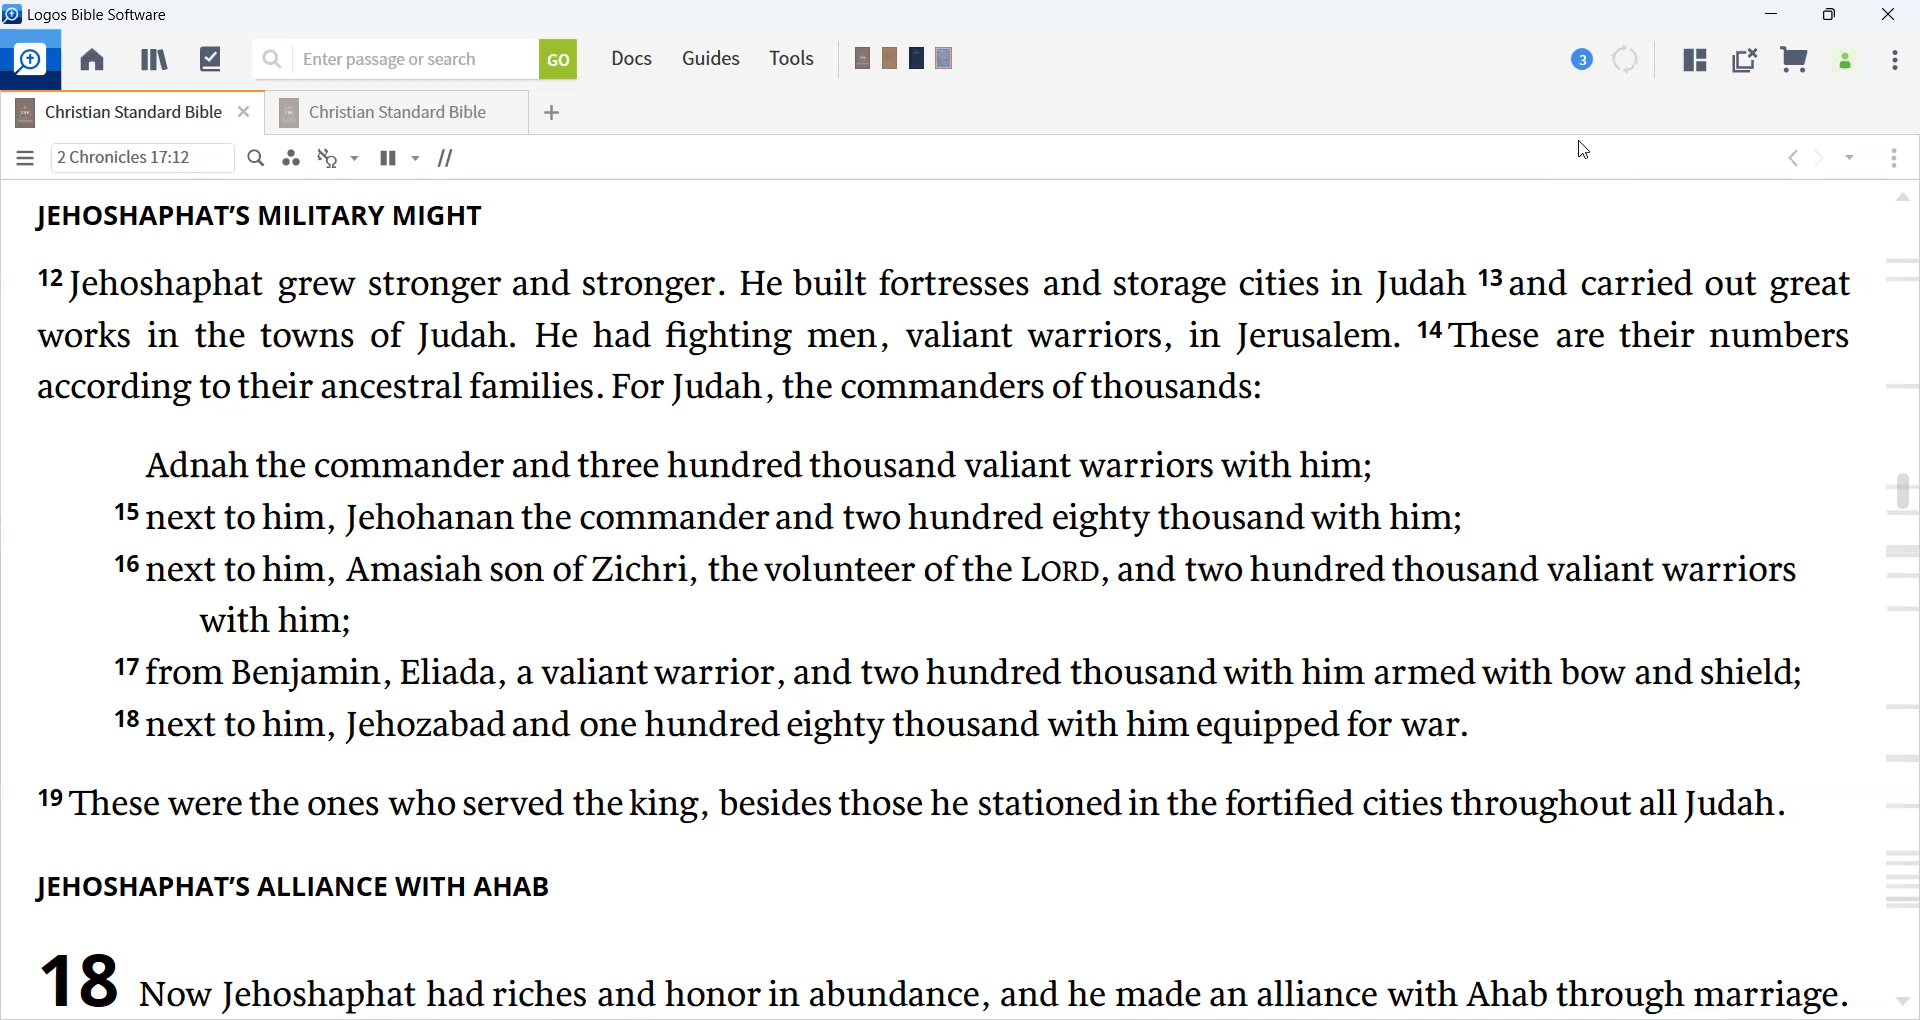 Logos Bible Software
Enter passage or search
GO
Docs
Guides
Tools
3
Christian Standard Bible
Christian Standard Bible
2 Chronicles 17:12
JEHOSHAPHAT’S MILITARY MIGHT
12 Jehoshaphat grew stronger and stronger. He built fortresses and storage cities in Judah 13 and carried out great
works in the towns of Judah. He had fighting men, valiant warriors, in Jerusalem. 14 These are their numbers
according to their ancestral families. For Judah, the commanders of thousands:
Adnah the commander and three hundred thousand valiant warriors with him;
15 next to him, Jehohanan the commander and two hundred eighty thousand with him;
16 next to him, Amasiah son of Zichri, the volunteer of the LORD, and two hundred thousand valiant warriors
with him;
17 from Benjamin, Eliada, a valiant warrior, and two hundred thousand with him armed with bow and shield;
18 next to him, Jehozabad and one hundred eighty thousand with him equipped for war.
19 These were the ones who served the king, besides those he stationed in the fortified cities throughout all Judah.
JEHOSHAPHAT’S ALLIANCE WITH AHAB
18 Now Jehoshaphat had riches and honor in abundance, and he made an alliance with Ahab through marriage.